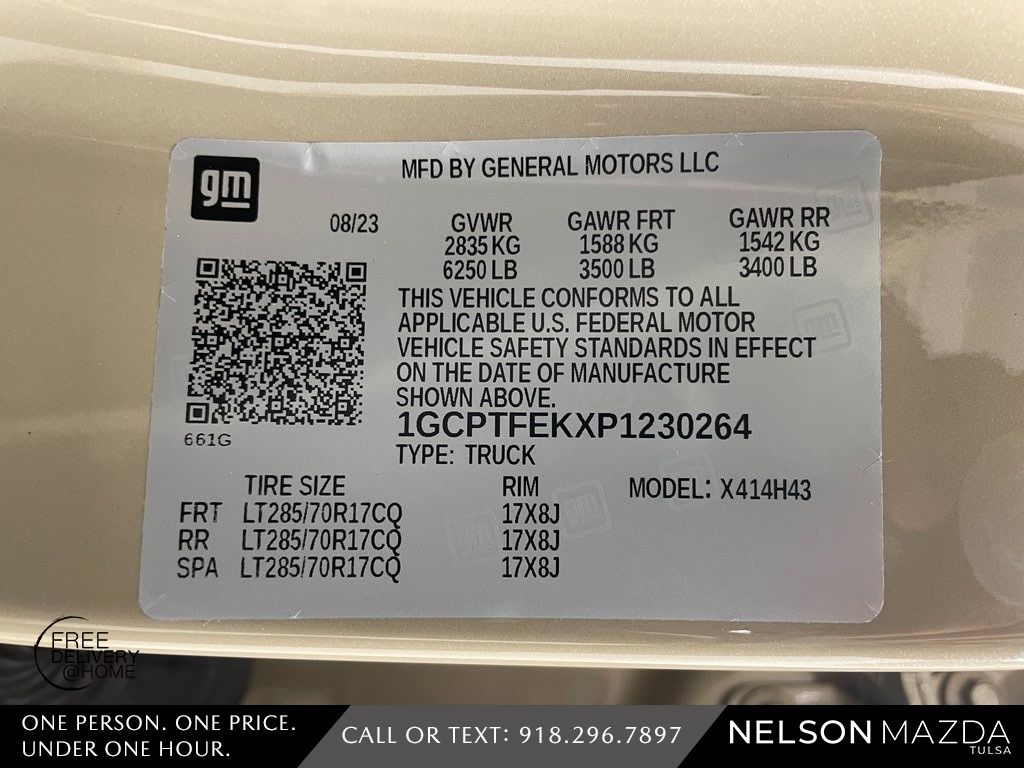 gm
MFD BY GENERAL MOTORS LLC
08/23 GVWR GAWR FRT GAWR RR
2835 KG 1588 KG 1542 KG
6250 LB 3500 LB 3400 LB
THIS VEHICLE CONFORMS TO ALL
APPLICABLE U.S. FEDERAL MOTOR
VEHICLE SAFETY STANDARDS IN EFFECT
ON THE DATE OF MANUFACTURE
SHOWN ABOVE.
1GCPTFEKXP1230264
661G
TYPE: TRUCK
TIRE SIZE RIM MODEL: X414H43
FRT LT285/70R17CQ 17X8J
RR LT285/70R17CQ 17X8J
SPA LT285/70R17CQ 17X8J
FREE
DELIVERY
@HOME
ONE PERSON. ONE PRICE.
UNDER ONE HOUR.
CALL OR TEXT: 918.296.7897
NELSON MAZDA
TULSA